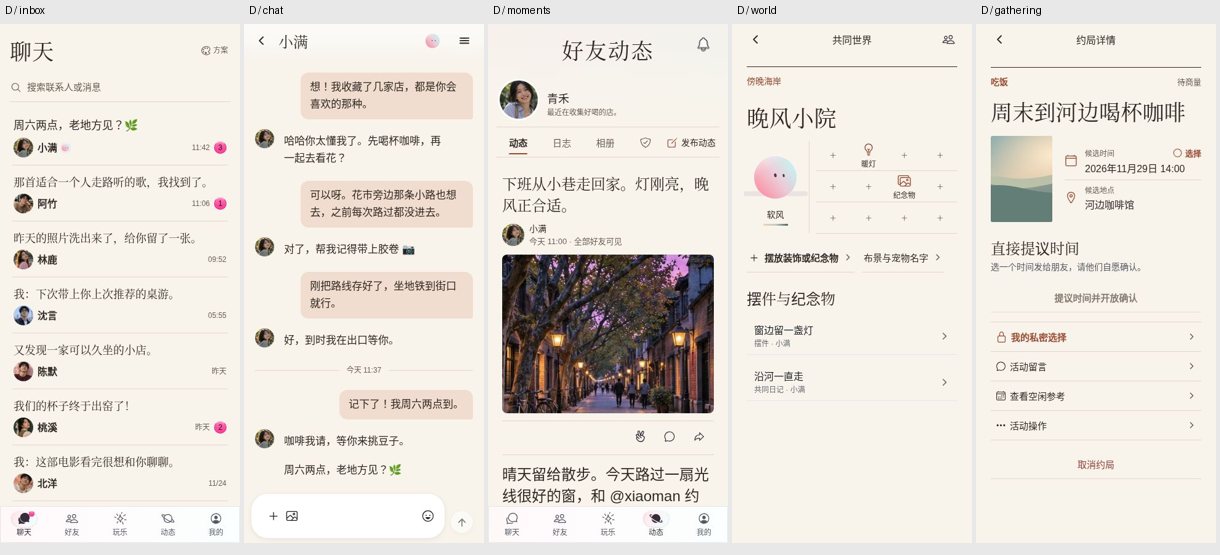 D / inbox
聊天
方案
搜索联系人或消息
周六两点，老地方见？🌿
小满
11:42
3
那首适合一个人走路听的歌，我找到了。
阿竹
11:06
1
昨天的照片洗出来了，给你留了一张。
林鹿
09:52
我：下次带上你上次推荐的桌游。
沈言
05:55
又发现一家可以久坐的小店。
陈默
昨天
我们的杯子终于出窑了！
桃溪
昨天
2
我：这部电影看完很想和你聊聊。
北洋
11/24
聊天
好友
玩乐
动态
我的
D / chat
小满
想！我收藏了几家店，都是你会
喜欢的那种。
哈哈你太懂我了。先喝杯咖啡，再
一起去看花？
可以呀。花市旁边那条小路也想
去，之前每次路过都没进去。
对了，帮我记得带上胶卷 📷
刚把路线存好了，坐地铁到街口
就行。
好，到时我在出口等你。
今天 11:37
记下了！我周六两点到。
咖啡我请，等你来挑豆子。
周六两点，老地方见？🌿
D / moments
好友动态
青禾
最近在收集好喝的店。
动态
日志
相册
发布动态
下班从小巷走回家。灯刚亮，晚
风正合适。
小满
今天 11:00 · 全部好友可见
晴天留给散步。今天路过一扇光
线很好的窗，和 @xiaoman 约
聊天
好友
玩乐
动态
我的
D / world
共同世界
傍晚海岸
晚风小院
暖灯
纪念物
软风
摆放装饰或纪念物
布景与宠物名字
摆件与纪念物
窗边留一盏灯
摆件 · 小满
沿河一直走
共同日记 · 小满
D / gathering
约局详情
吃饭
待商量
周末到河边喝杯咖啡
候选时间
选择
2026年11月29日 14:00
候选地点
河边咖啡馆
直接提议时间
选一个时间发给朋友，请他们自愿确认。
提议时间并开放确认
我的私密选择
活动留言
查看空闲参考
活动操作
取消约局